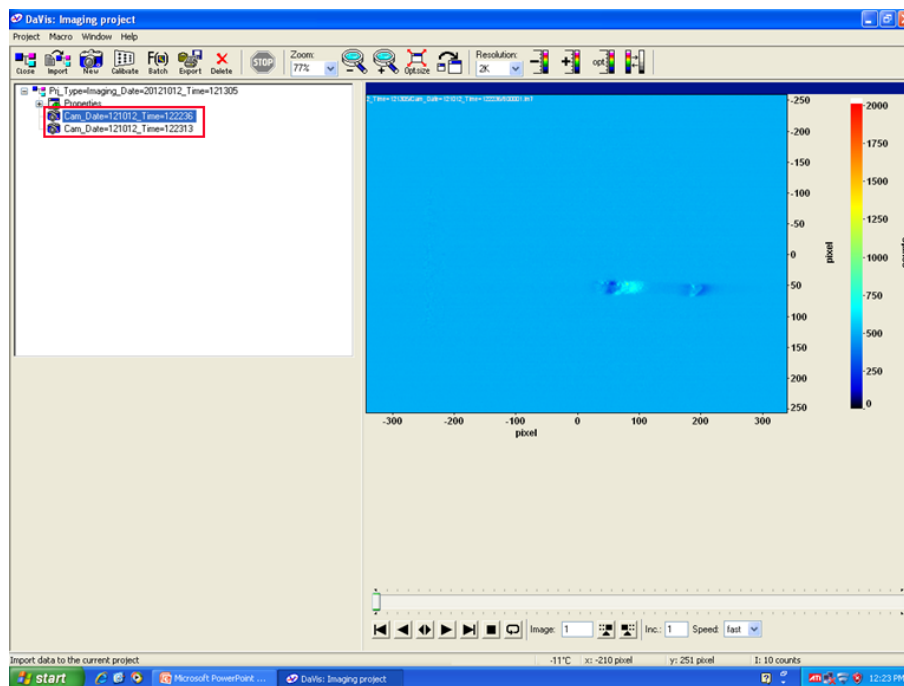 DaVis: Imaging project
Project Macro Window Help
Close Import New Calibrate Batch Export Delete
F(▣)
STOP
Zoom:
77%
Optsize
Resolution:
2K
opt
Prj_Type=Imaging_Date=20121012_Time=121305
Properties
Cam_Date=121012_Time=122236
Cam_Date=121012_Time=122313
-250
-200
-150
-100
-50
0
50
100
150
200
250
pixel
-300 -200 -100 0 100 200 300
pixel
2000
1750
1500
1250
1000
750
500
250
0
Image: 1 Inc.: 1 Speed: fast
Import data to the current project -11°C x: -210 pixel y: 251 pixel I: 10 counts
start Microsoft PowerPoint ... DaVis: Imaging project 12:23 PM